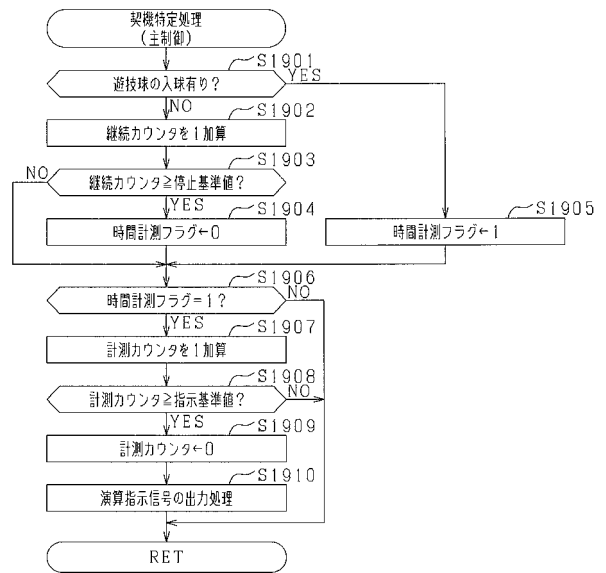 契機特定処理
(主制御)
S1901
遊技球の入球有り?
YES
NO
S1902
継続カウンタを1加算
S1903
NO
継続カウンタ≧停止基準値?
YES
S1904
時間計測フラグ←0
S1905
時間計測フラグ←1
S1906
時間計測フラグ=1?
NO
YES
S1907
計測カウンタを1加算
S1908
計測カウンタ≧指示基準値?
NO
YES
S1909
計測カウンタ←0
S1910
演算指示信号の出力処理
RET